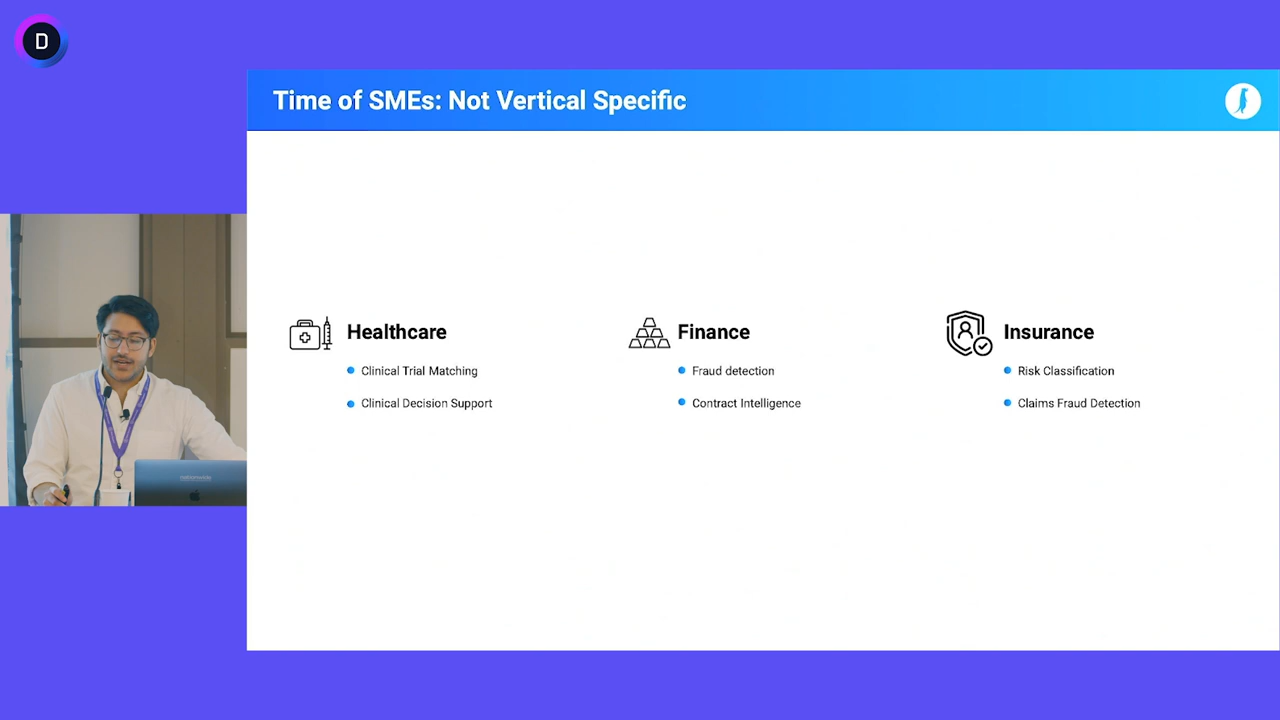 D
Time of SMEs: Not Vertical Specific
Healthcare
Clinical Trial Matching
Clinical Decision Support
Finance
Fraud detection
Contract Intelligence
Insurance
Risk Classification
Claims Fraud Detection